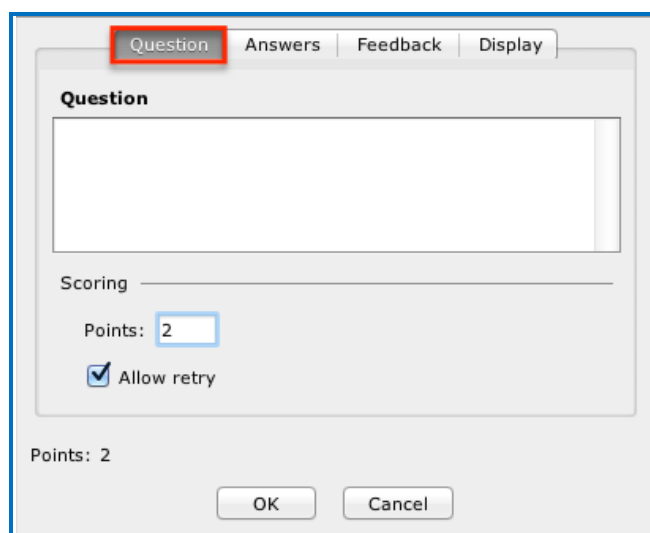 Question Answers Feedback Display
Question
Scoring
Points: 2
Allow retry
Points: 2
OK Cancel